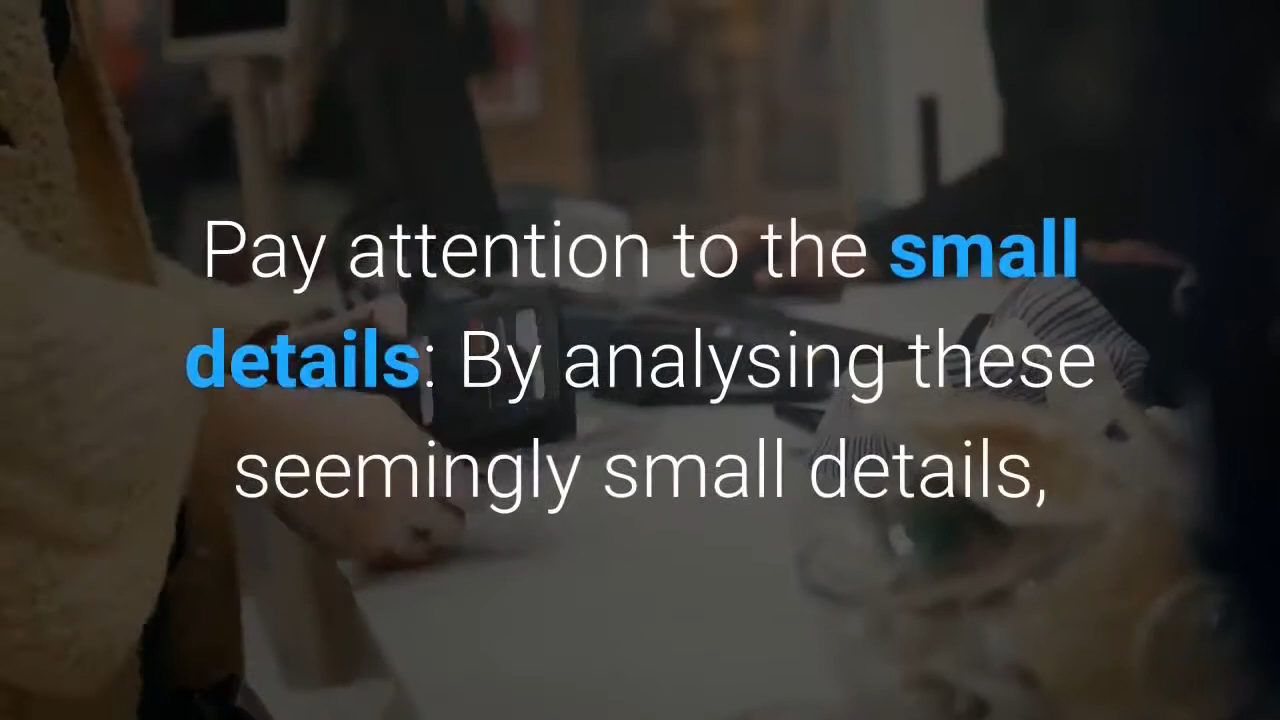 Pay attention to the small
details: By analysing these
seemingly small details,